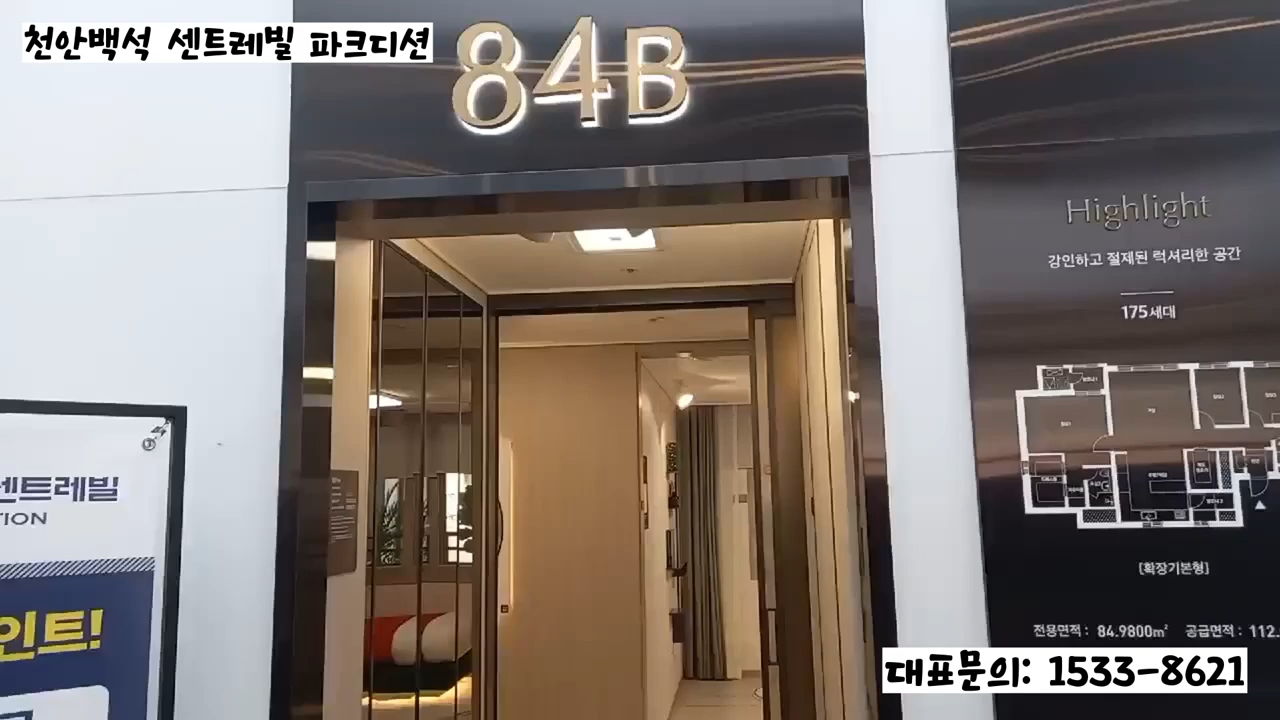 천안백석 센트레빌 파크디션
84B
Highlight
강인하고 절제된 럭셔리한 공간
175세대
[확장기본형]
전용면적 : 84.9800㎡ 공급면적 : 112.
센트레빌
TION
인트!
대표문의: 1533-8621